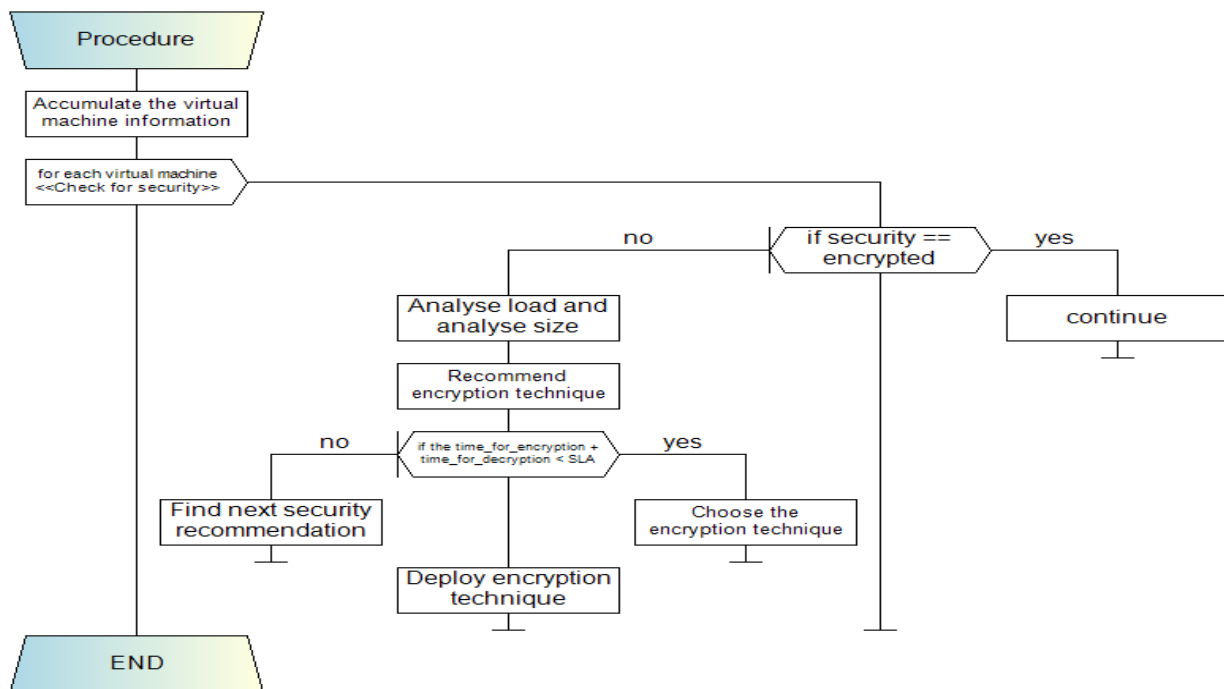 Procedure
Accumulate the virtual
machine information
for each virtual machine
<<Check for security>>
if security ==
encrypted
no
yes
Analyse load and
analyse size
continue
Recommend
encryption technique
if the time_for_encryption +
time_for_decryption < SLA
no
yes
Find next security
recommendation
Choose the
encryption technique
Deploy encryption
technique
END